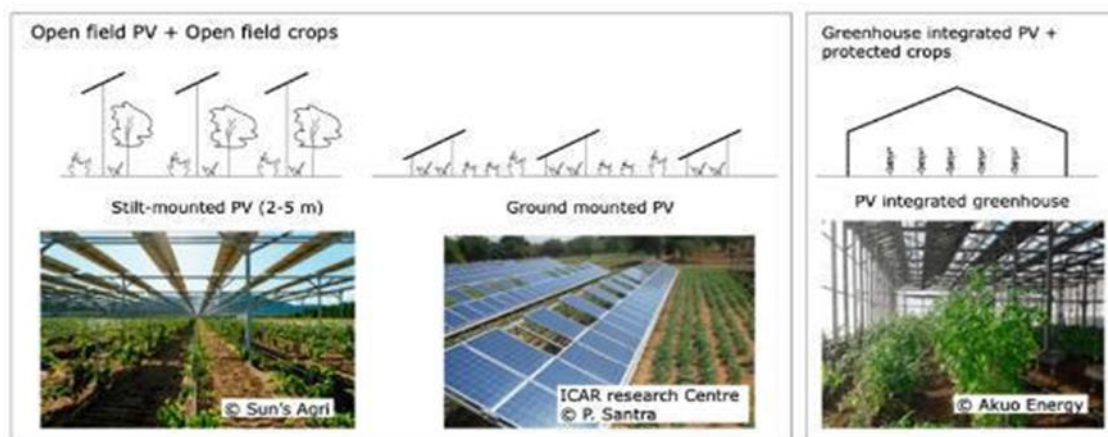 Open field PV + Open field crops
Stilt-mounted PV (2-5 m)
Ground mounted PV
© Sun's Agri
ICAR research Centre
© P. Santra
Greenhouse integrated PV +
protected crops
PV integrated greenhouse
© Akuo Energy